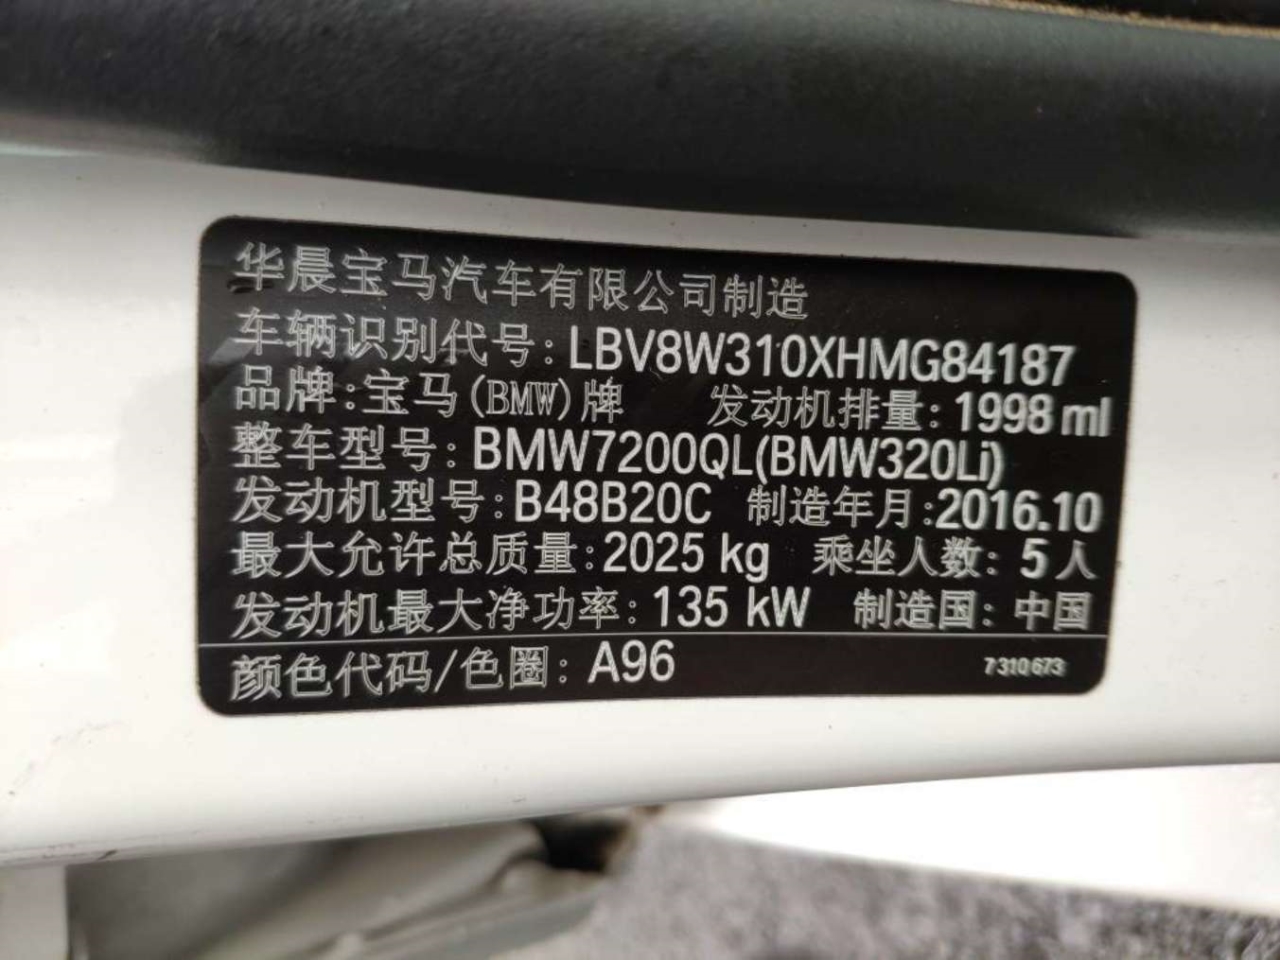 华晨宝马汽车有限公司制造
车辆识别代号：LBV8W310XHMG84187
品牌：宝马(BMW)牌 发动机排量：1998 ml
整车型号：BMW7200QL(BMW320Li)
发动机型号：B48B20C 制造年月：2016.10
最大允许总质量：2025 kg 乘坐人数：5人
发动机最大净功率：135 kW 制造国：中国
颜色代码/色圈：A96 7 310 673